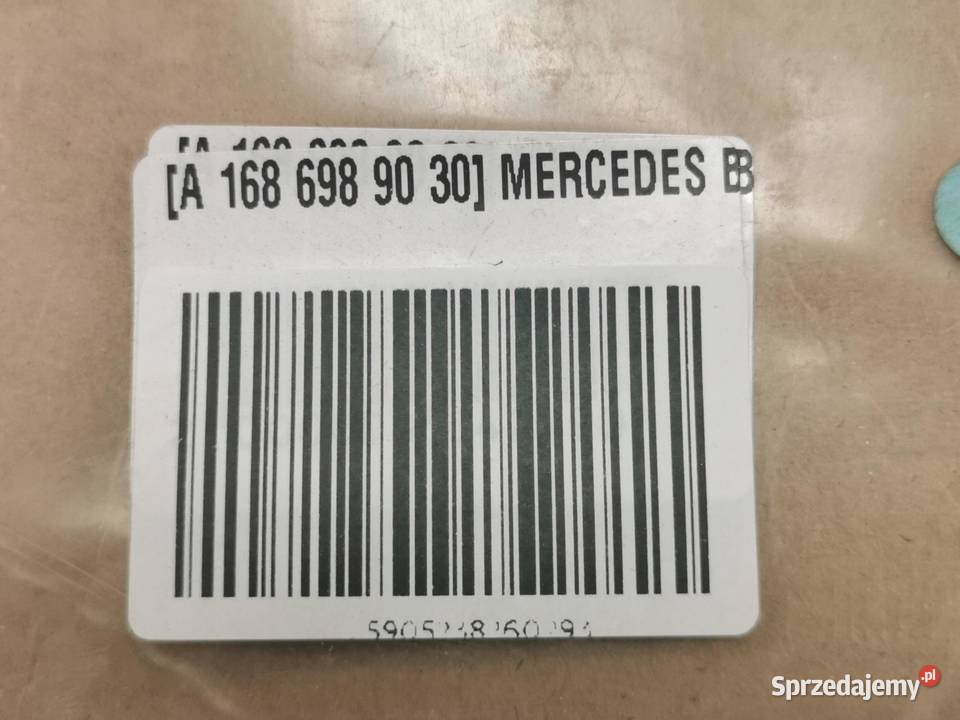 [A 168 698 90 30] MERCEDES B
Sprzedajemy.pl